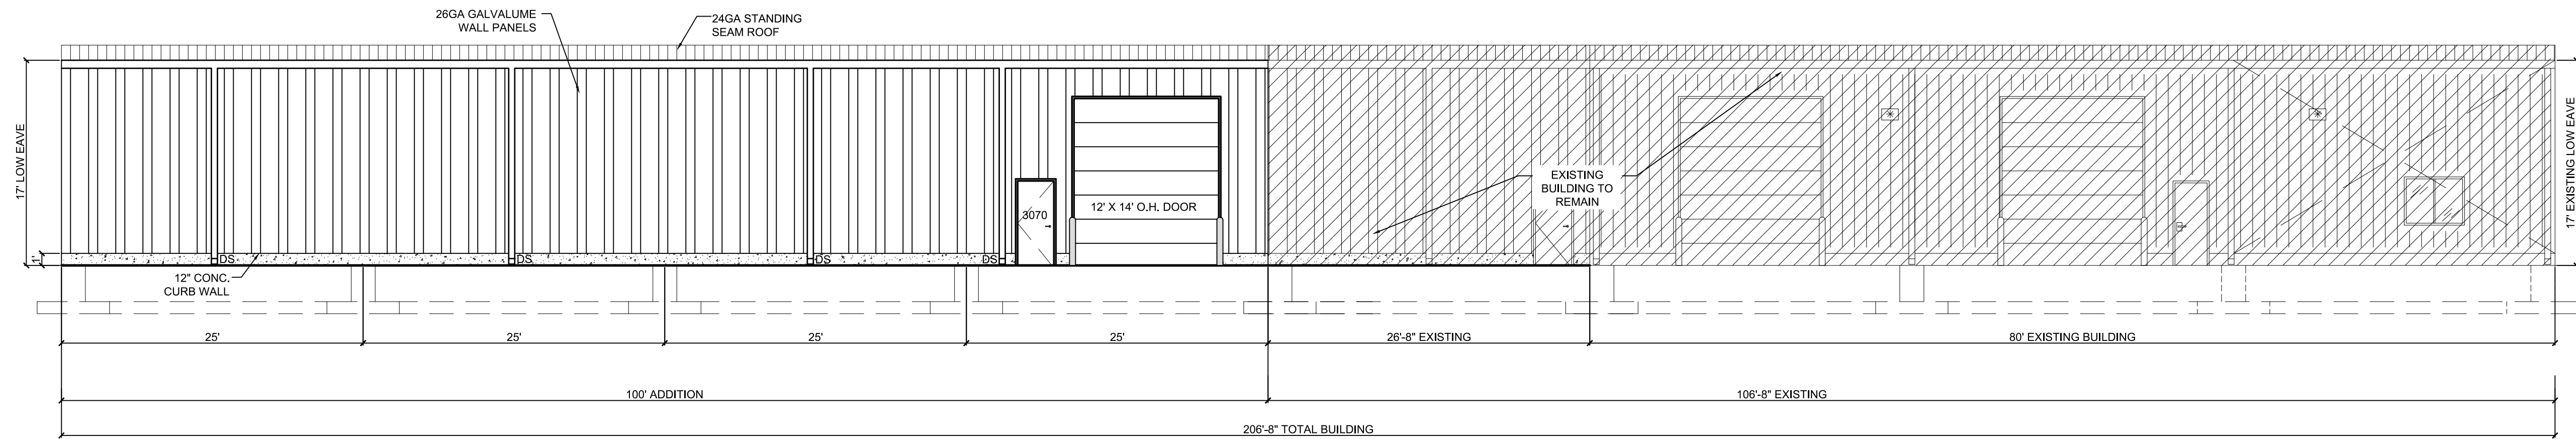 26GA GALVALUME
WALL PANELS
24GA STANDING
SEAM ROOF
17' LOW EAVE
1'
12" CONC.
CURB WALL
DS
DS
DS
DS
3070
12' X 14' O.H. DOOR
EXISTING
BUILDING TO
REMAIN
17' EXISTING LOW EAVE
25'
25'
25'
25'
26'-8" EXISTING
80' EXISTING BUILDING
100' ADDITION
106'-8" EXISTING
206'-8" TOTAL BUILDING